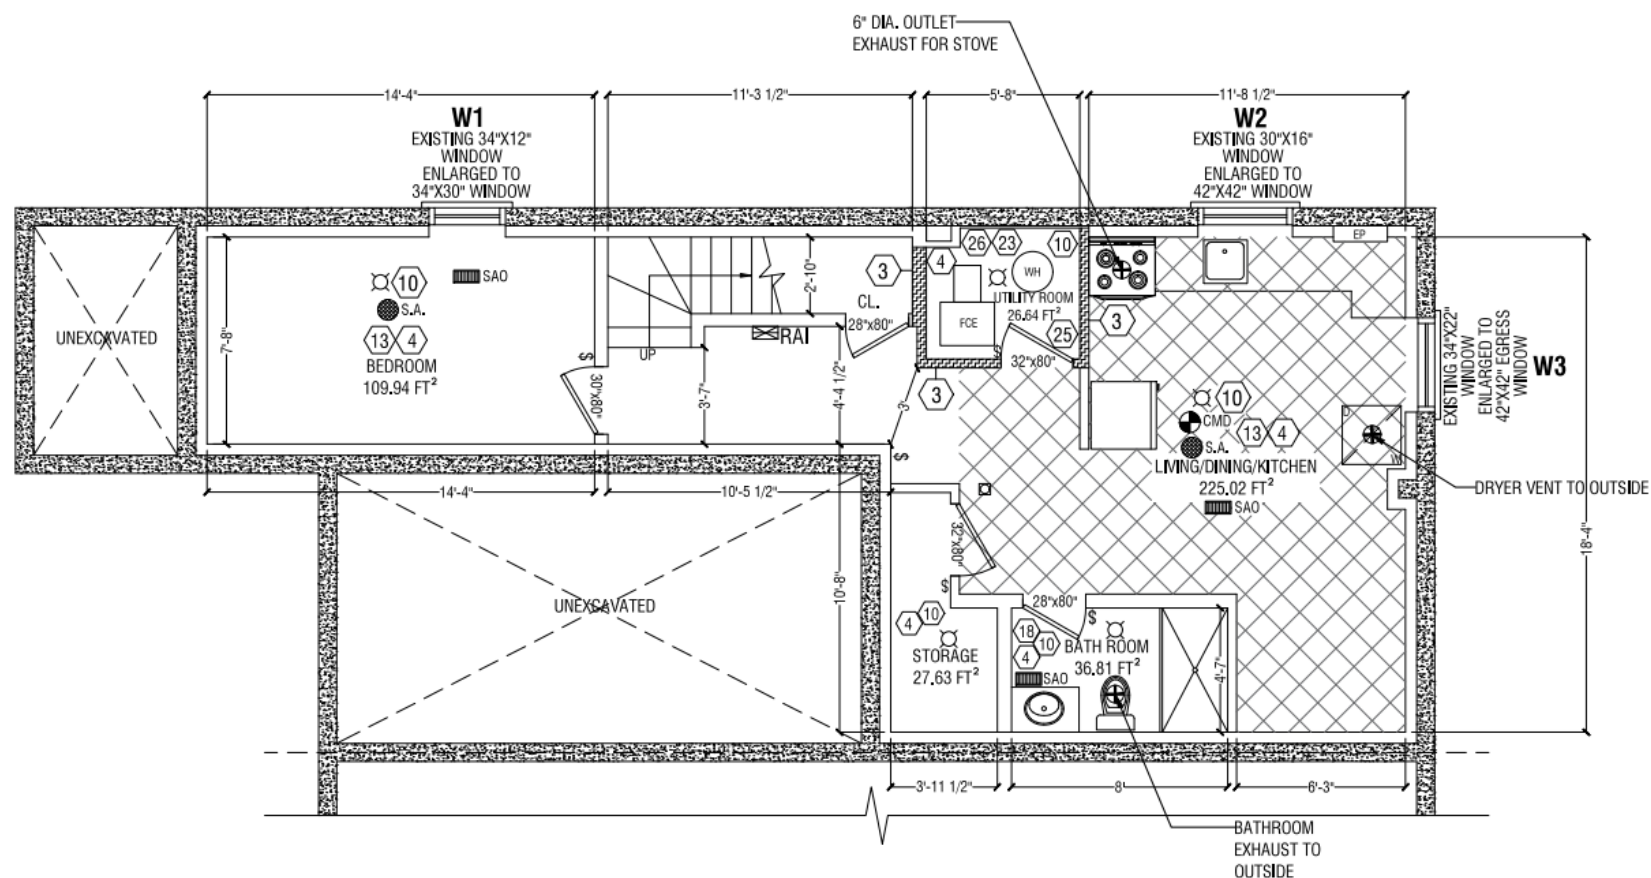 6" DIA. OUTLET
EXHAUST FOR STOVE
14'-4"
11'-3 1/2"
5'-8"
11'-8 1/2"
W1
EXISTING 34"X12"
WINDOW
ENLARGED TO
34"X30" WINDOW
W2
EXISTING 30"X16"
WINDOW
ENLARGED TO
42"X42" WINDOW
UNEXCAVATED
7'-8"
10
SAO
S.A.
13
4
BEDROOM
109.94 FT²
UP
2'-10"
RAI
3
CL.
28"x80"
30"x80"
$
3'-7"
4'-4 1/2"
3'
$
26
23
10
4
WH
UTILITY ROOM
26.64 FT²
FCE
25
$
32"x80"
3
3
EP
EXISTING 34"X22"
WINDOW
ENLARGED TO
42"X42" EGRESS
WINDOW
W3
10
CMD
13
4
S.A.
LIVING/DINING/KITCHEN
225.02 FT²
SAO
D
W
DRYER VENT TO OUTSIDE
18'-4"
14'-4"
10'-5 1/2"
UNEXCAVATED
10'-8"
32"x80"
$
4
10
STORAGE
27.63 FT²
28"x80"
$
18
10
4
BATH ROOM
36.81 FT²
SAO
4'-7"
3'-11 1/2"
8'
6'-3"
BATHROOM
EXHAUST TO
OUTSIDE